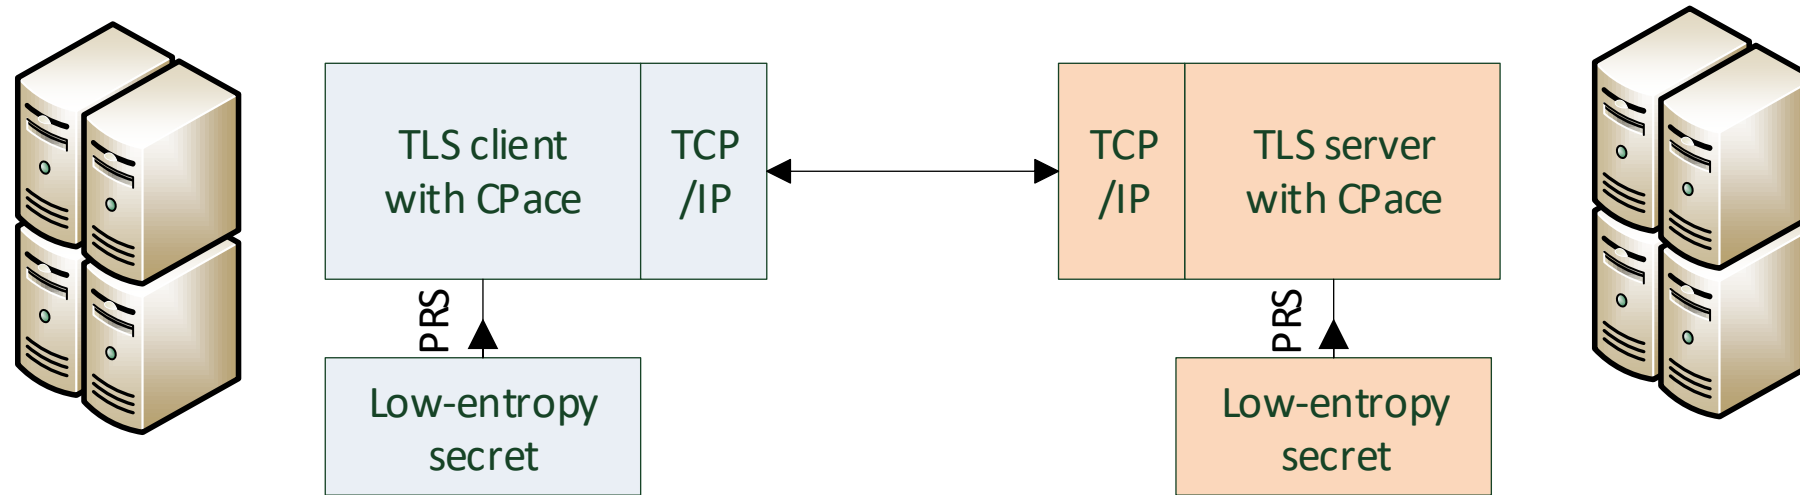 TLS client
with CPace
TCP
/IP
TCP
/IP
TLS server
with CPace
PRS
PRS
Low-entropy
secret
Low-entropy
secret